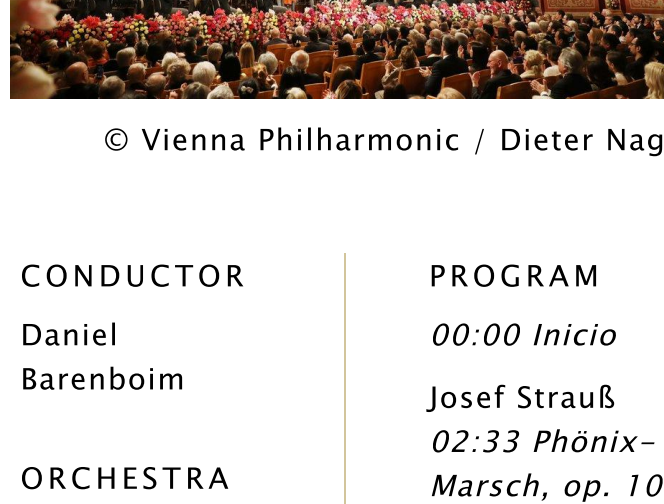 © Vienna Philharmonic / Dieter Nag
CONDUCTOR
Daniel
Barenboim
ORCHESTRA
PROGRAM
00:00 Inicio
Josef Strauß
02:33 Phönix-
Marsch, op. 10